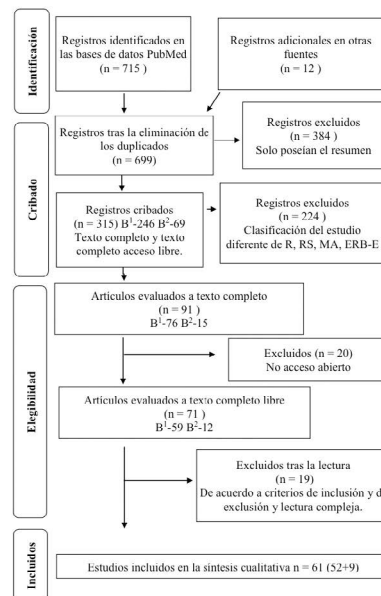 Identificación
Registros identificados en
las bases de datos PubMed
(n = 715 )
Registros adicionales en otras
fuentes
(n = 12 )
Cribado
Registros tras la eliminación de
los duplicados
(n = 699)
Registros excluidos
(n = 384 )
Solo poseían el resumen
Registros cribados
(n = 315) B¹-246 B²-69
Texto completo y texto
completo acceso libre.
Registros excluidos
(n = 224 )
Clasificación del estudio
diferente de R, RS, MA, ERB-E
Elegibilidad
Artículos evaluados a texto completo
(n = 91 )
B¹-76 B²-15
Excluidos (n = 20)
No acceso abierto
Artículos evaluados a texto completo libre
(n = 71 )
B¹-59 B²-12
Excluidos tras la lectura
(n = 19)
De acuerdo a criterios de inclusión y d
exclusión y lectura compleja.
Incluidos
Estudios incluidos en la síntesis cualitativa n = 61 (52+9)